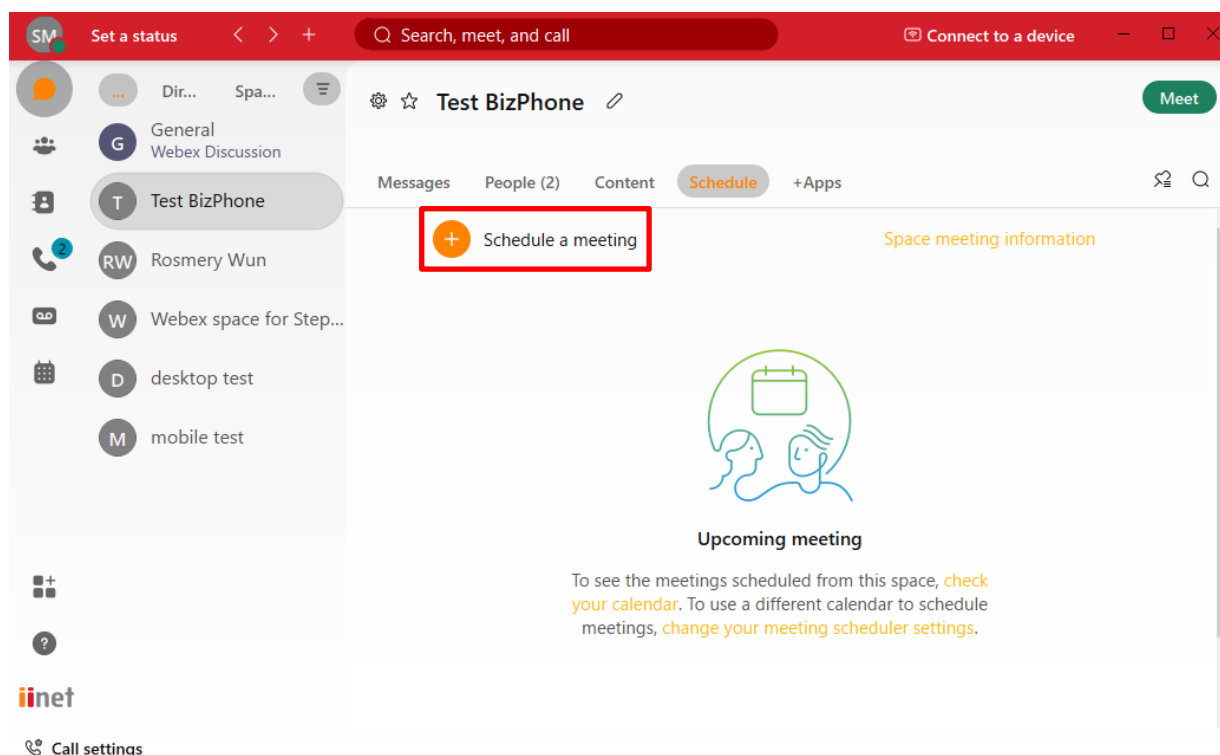 SM Set a status Search, meet, and call Connect to a device
... Dir... Spa...
Test BizPhone Meet
G General
Webex Discussion
Messages People (2) Content Schedule +Apps
T Test BizPhone
+ Schedule a meeting Space meeting information
2
RW Rosmery Wun
W Webex space for Step...
D desktop test
M mobile test
Upcoming meeting
To see the meetings scheduled from this space, check
your calendar. To use a different calendar to schedule
meetings, change your meeting scheduler settings.
?
iinet
Call settings